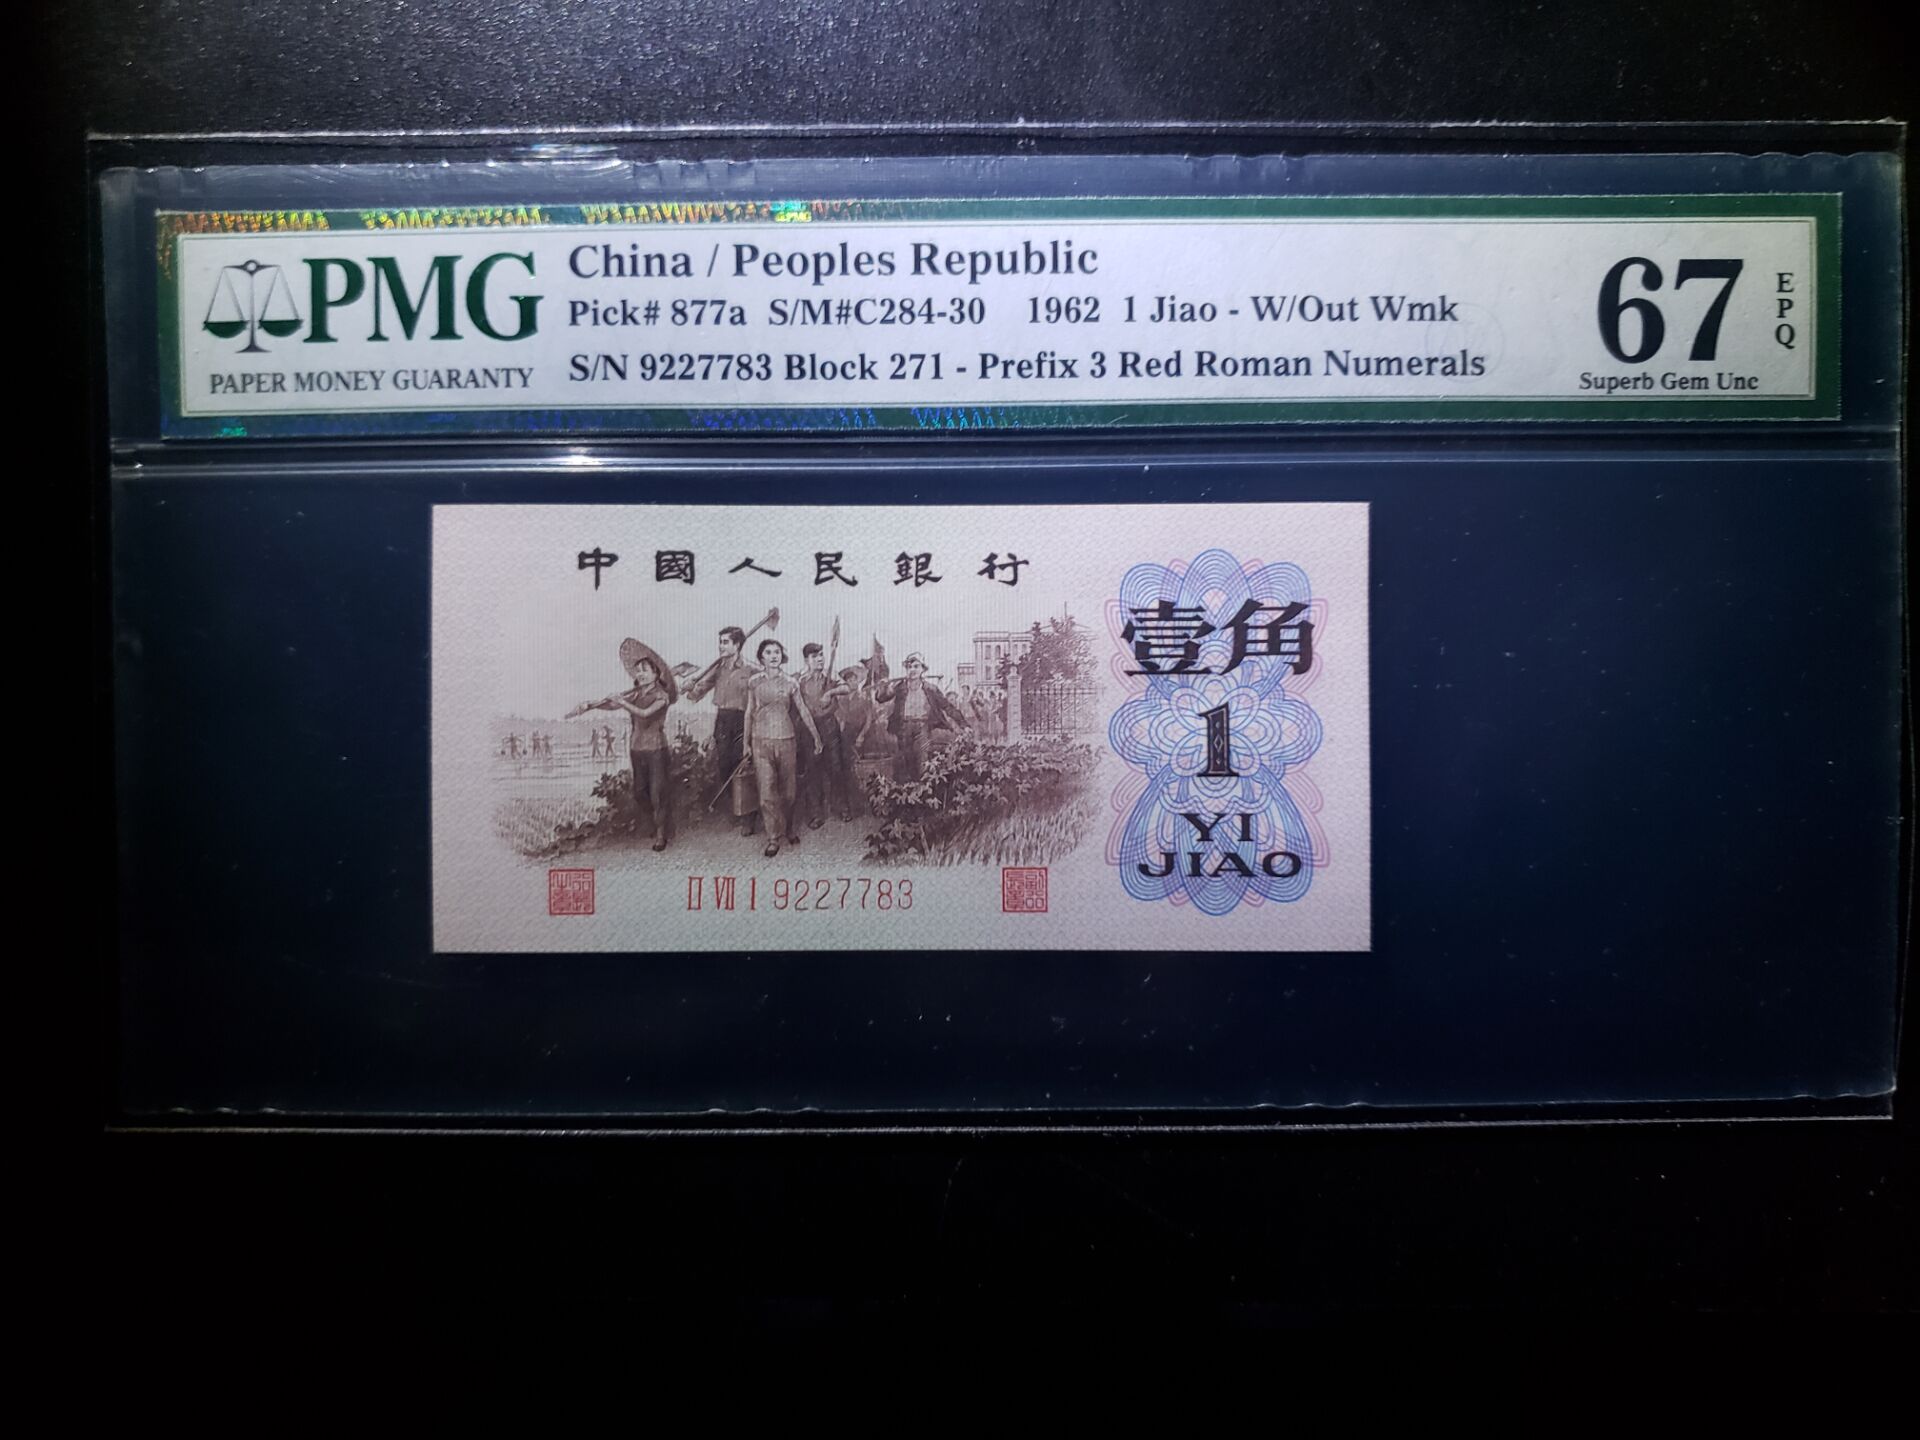 PMG
PAPER MONEY GUARANTY
China / Peoples Republic
Pick# 877a S/M#C284-30 1962 1 Jiao - W/Out Wmk
S/N 9227783 Block 271 - Prefix 3 Red Roman Numerals
67
EPQ
Superb Gem Unc
中國人民銀行
壹角
1
YI
JIAO
II VII I 9227783